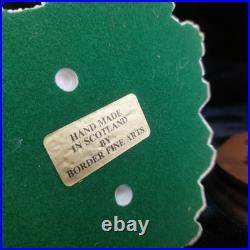 HAND MADE
IN SCOTLAND
BY
BORDER FINE ARTS